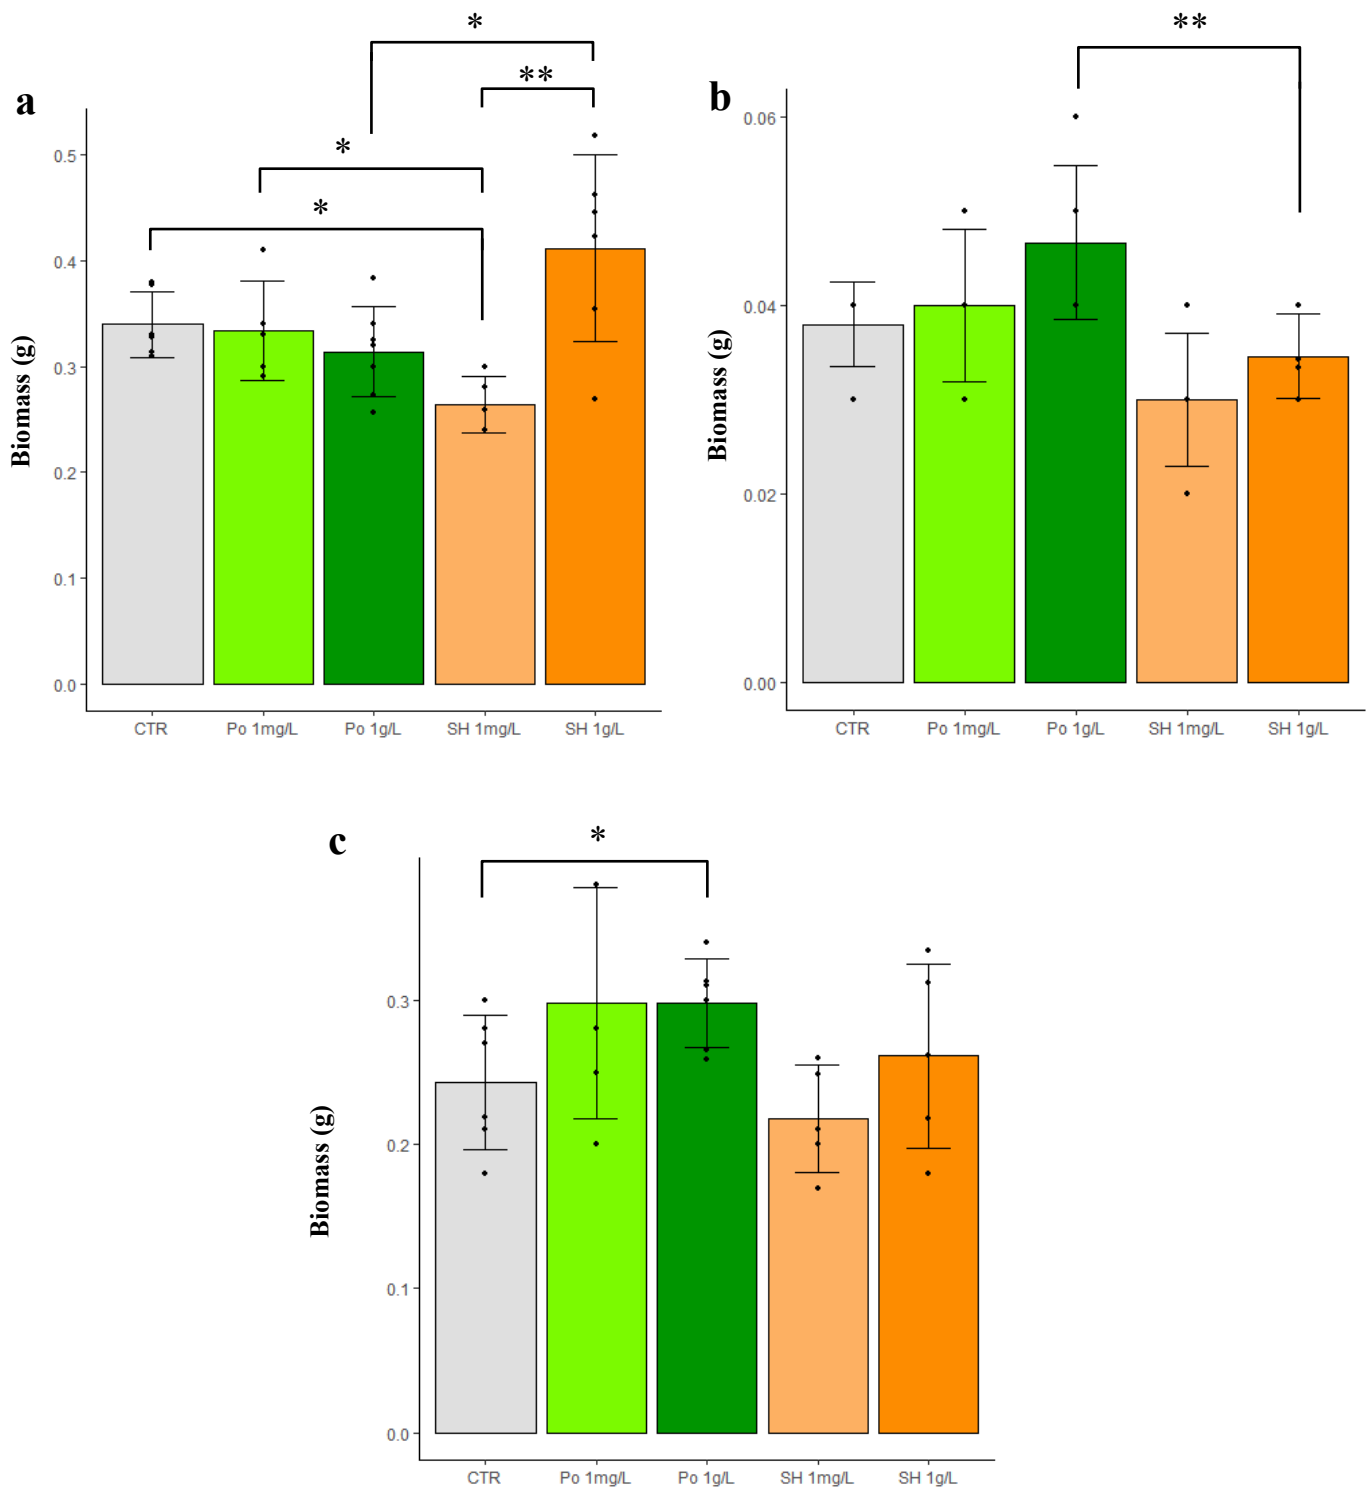 *
**
a
*
*
0.5
0.4
0.3
0.2
0.1
0.0
Biomass (g)
CTR Po 1mg/L Po 1g/L SH 1mg/L SH 1g/L
**
b
0.06
0.04
0.02
0.00
Biomass (g)
CTR Po 1mg/L Po 1g/L SH 1mg/L SH 1g/L
*
c
0.3
0.2
0.1
0.0
Biomass (g)
CTR Po 1mg/L Po 1g/L SH 1mg/L SH 1g/L